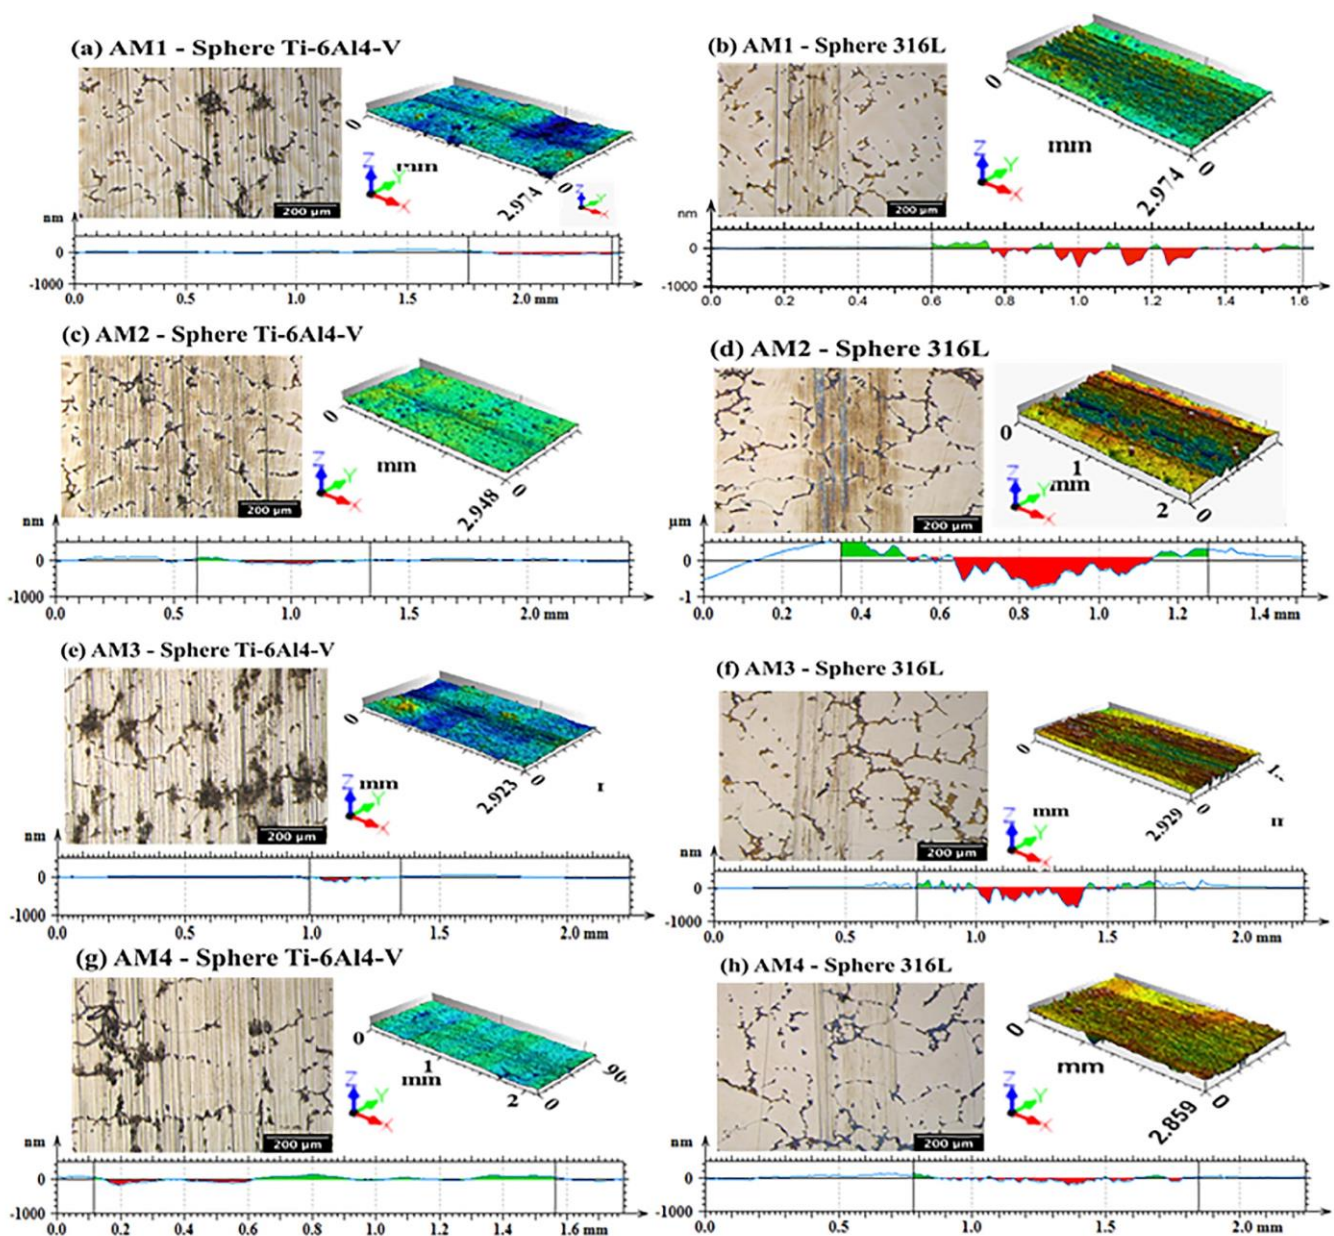 (a) AM1 - Sphere Ti-6Al4-V
0
mm
2.974
0
Z
Y
X
200 µm
nm
0
-1000
0.0 0.5 1.0 1.5 2.0 mm
(b) AM1 - Sphere 316L
0
mm
2.974
0
Z
Y
X
200 µm
nm
0
-1000
0.0 0.2 0.4 0.6 0.8 1.0 1.2 1.4 1.6
(c) AM2 - Sphere Ti-6Al4-V
0
mm
2.948
0
Z
Y
X
200 µm
nm
0
-1000
0.0 0.5 1.0 1.5 2.0 mm
(d) AM2 - Sphere 316L
0
1
mm
2
0
Z
Y
X
200 µm
µm
0
-1
0.0 0.2 0.4 0.6 0.8 1.0 1.2 1.4 mm
(e) AM3 - Sphere Ti-6Al4-V
0
mm
2.923
0
Z
Y
X
200 µm
nm
0
-1000
0.0 0.5 1.0 1.5 2.0 mm
(f) AM3 - Sphere 316L
0
mm
2.929
0
Z
Y
X
200 µm
nm
0
-1000
0.0 0.5 1.0 1.5 2.0 mm
(g) AM4 - Sphere Ti-6Al4-V
0
1
mm
2
0
90
Z
Y
X
200 µm
nm
0
-1000
0.0 0.2 0.4 0.6 0.8 1.0 1.2 1.4 1.6 mm
(h) AM4 - Sphere 316L
0
mm
2.859
0
Z
Y
X
200 µm
nm
0
-1000
0.0 0.5 1.0 1.5 2.0 mm